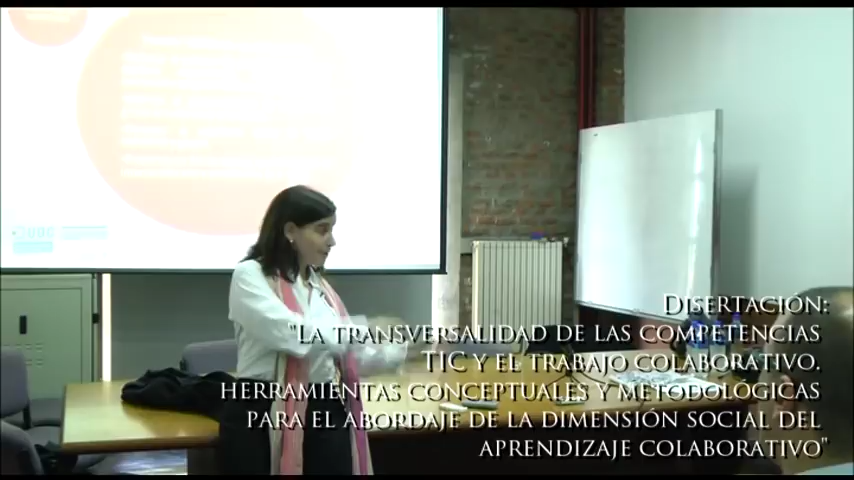 Disertación:
"La transversalidad de las competencias
TIC y el trabajo colaborativo.
herramientas conceptuales y metodológicas
para el abordaje de la dimensión social del
aprendizaje colaborativo"